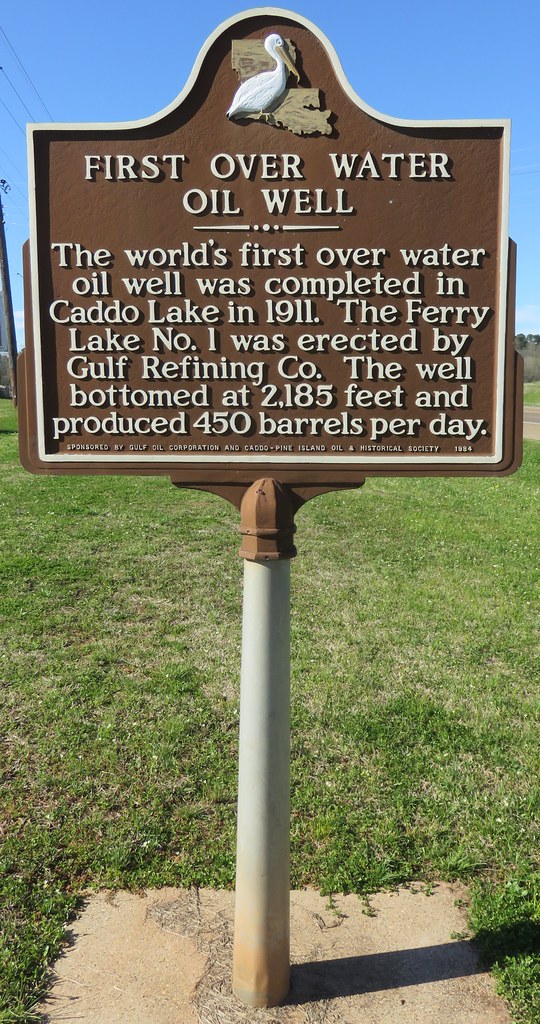 FIRST OVER WATER
OIL WELL
The world's first over water
oil well was completed in
Caddo Lake in 1911. The Ferry
Lake No. 1 was erected by
Gulf Refining Co. The well
bottomed at 2,185 feet and
produced 450 barrels per day.
SPONSORED BY GULF OIL CORPORATION AND CADDO-PINE ISLAND OIL & HISTORICAL SOCIETY 1984